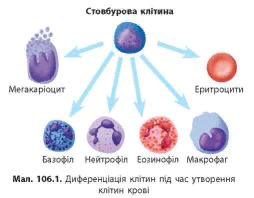 Стовбурова клітина
Мегакаріоцит
Еритроцити
Базофіл Нейтрофіл Еозинофіл Макрофаг
Мал. 106.1. Диференціація клітин під час утворення
клітин крові